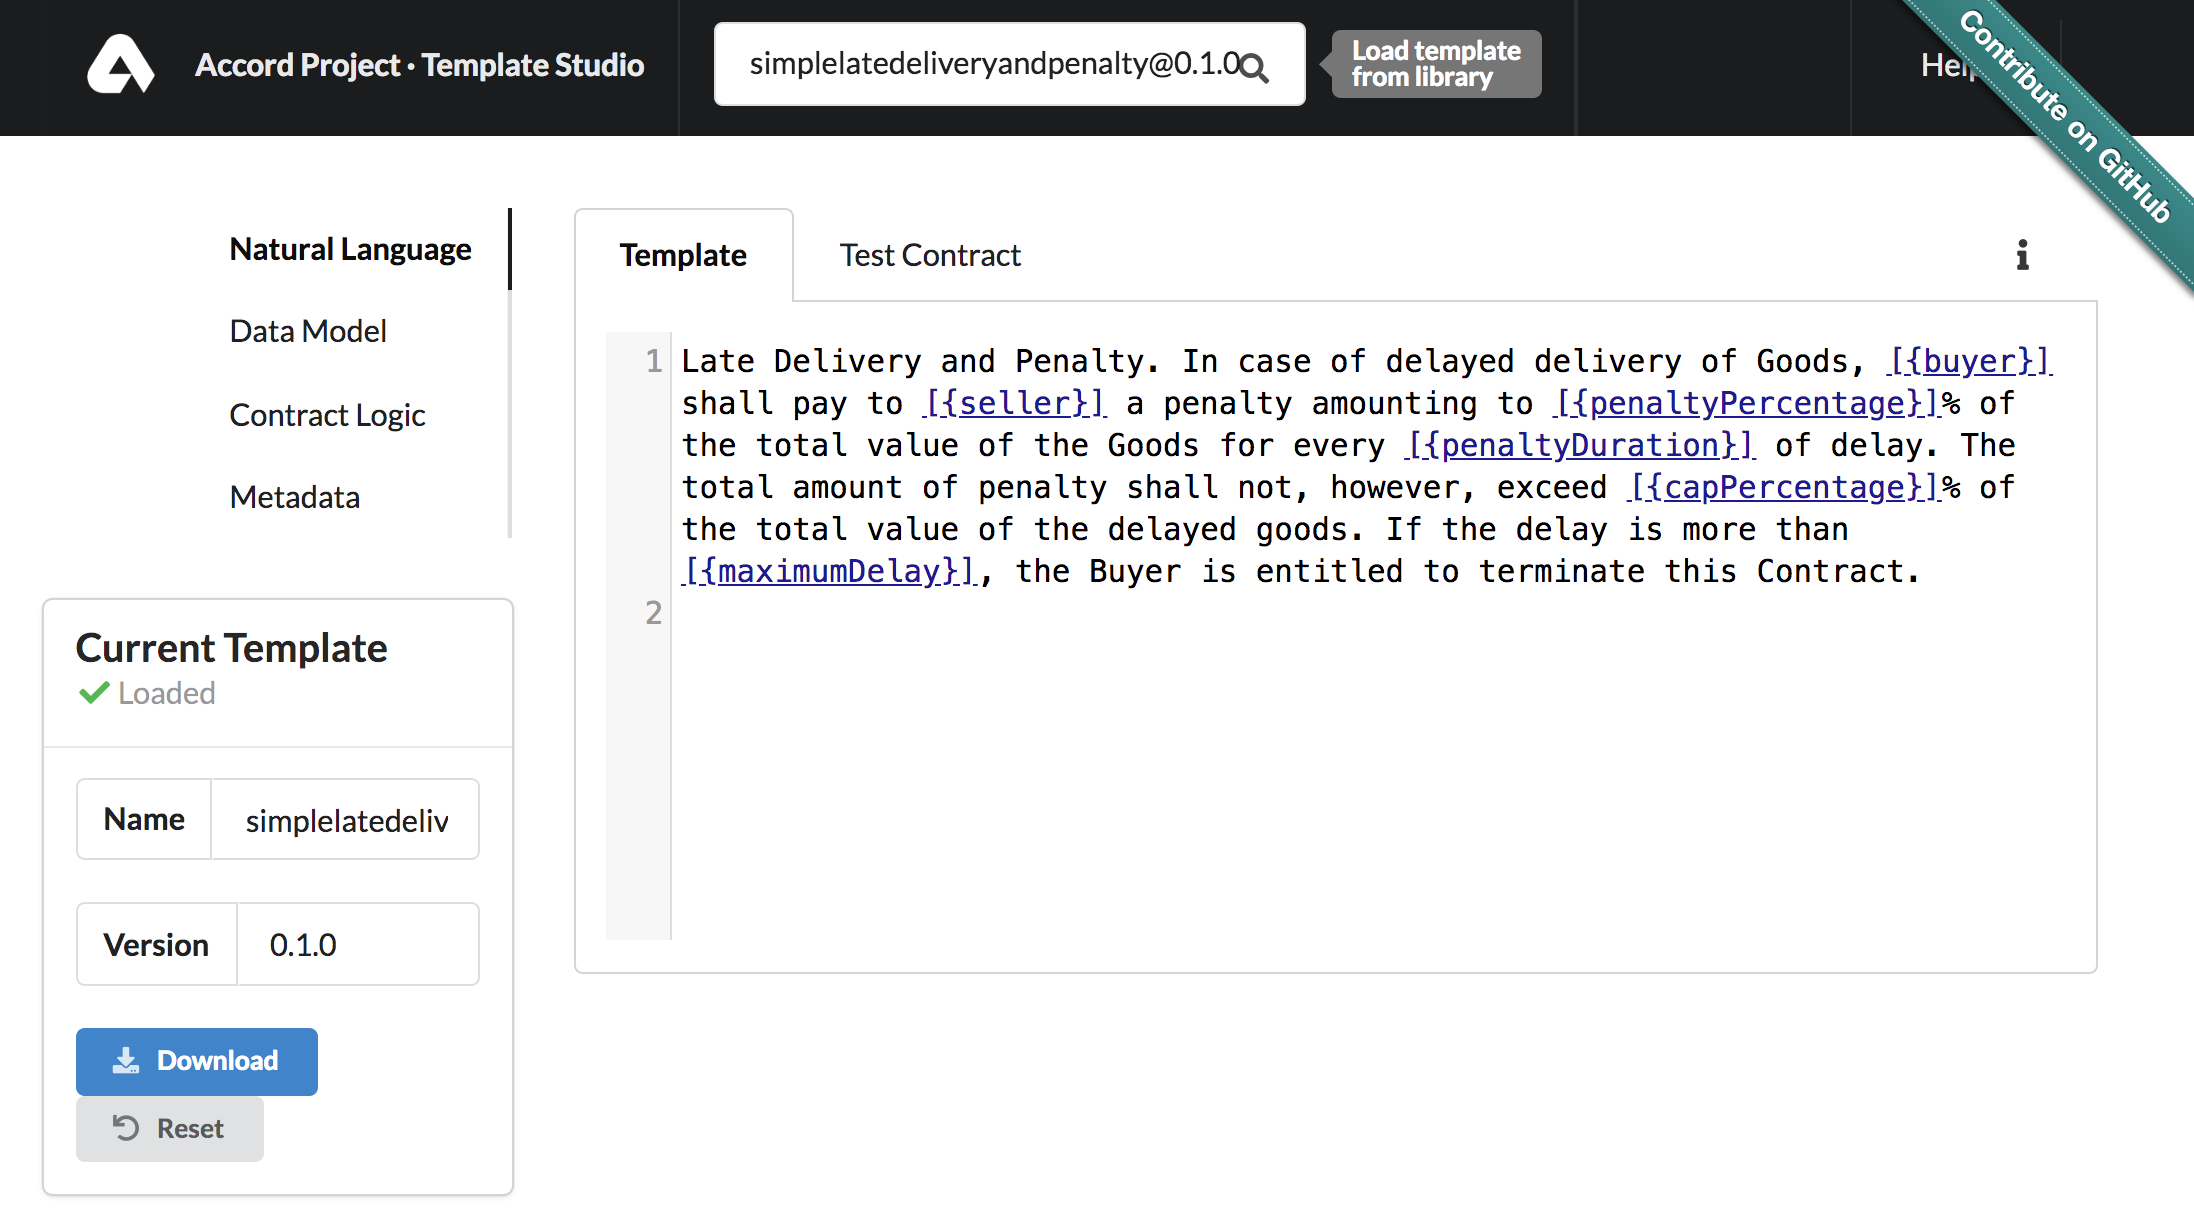 Accord Project · Template Studio
simplelatedeliveryandpenalty@0.1.0
Load template
from library
Contribute on GitHub
Natural Language
Data Model
Contract Logic
Metadata
Template
Test Contract
1
Late Delivery and Penalty. In case of delayed delivery of Goods, [{buyer}]
shall pay to [{seller}] a penalty amounting to [{penaltyPercentage}]% of
the total value of the Goods for every [{penaltyDuration}] of delay. The
total amount of penalty shall not, however, exceed [{capPercentage}]% of
the total value of the delayed goods. If the delay is more than
[{maximumDelay}], the Buyer is entitled to terminate this Contract.
2
Current Template
Loaded
Name simplelatedeliv
Version 0.1.0
Download
Reset